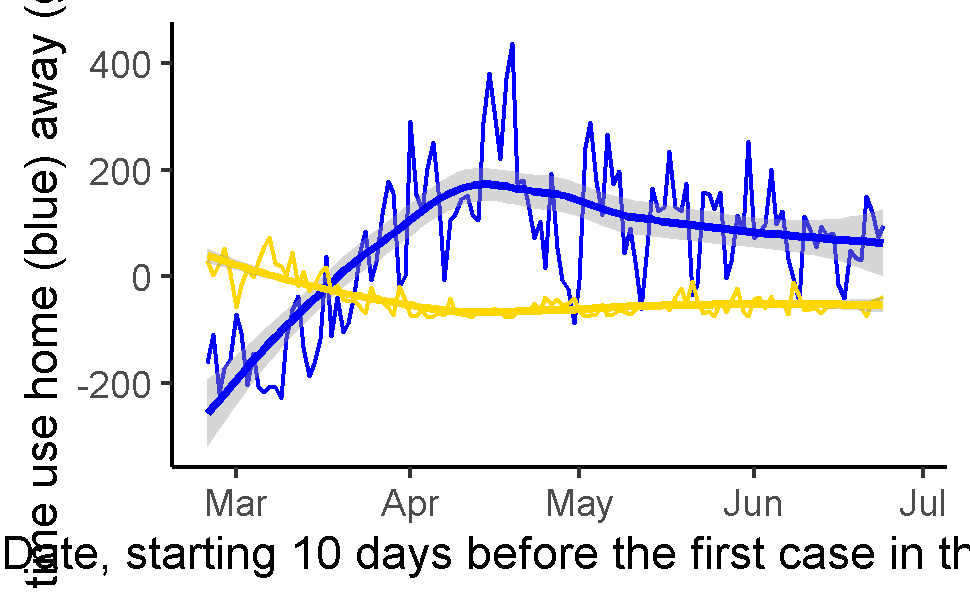 time use home (blue) away (
400
200
0
-200
Mar Apr May Jun Jul
Date, starting 10 days before the first case in th